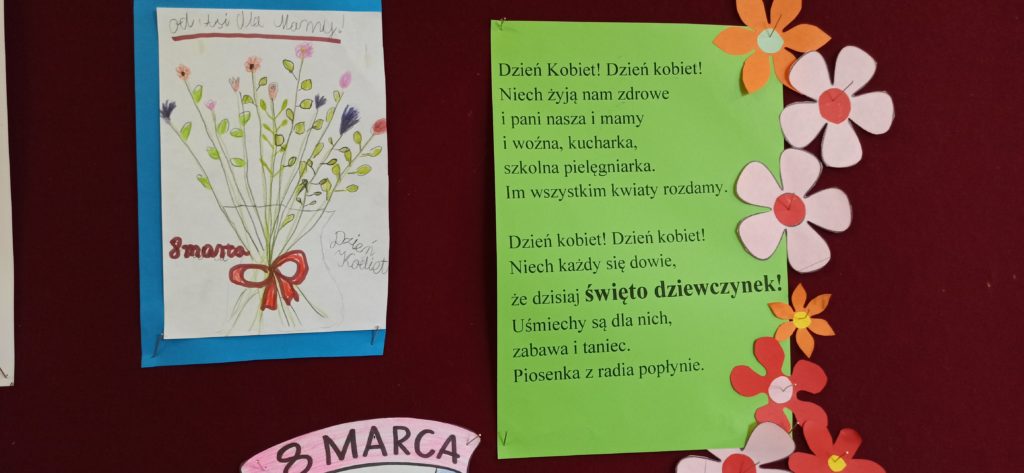 dla Mamy!
8 marca
Dzień
Kobiet
Dzień Kobiet! Dzień kobiet!
Niech żyją nam zdrowe
i pani nasza i mamy
i woźna, kucharka,
szkolna pielęgniarka.
Im wszystkim kwiaty rozdamy.
Dzień kobiet! Dzień kobiet!
Niech każdy się dowie,
że dzisiaj święto dziewczynek!
Uśmiechy są dla nich,
zabawa i taniec.
Piosenka z radia popłynie.
8 MARCA